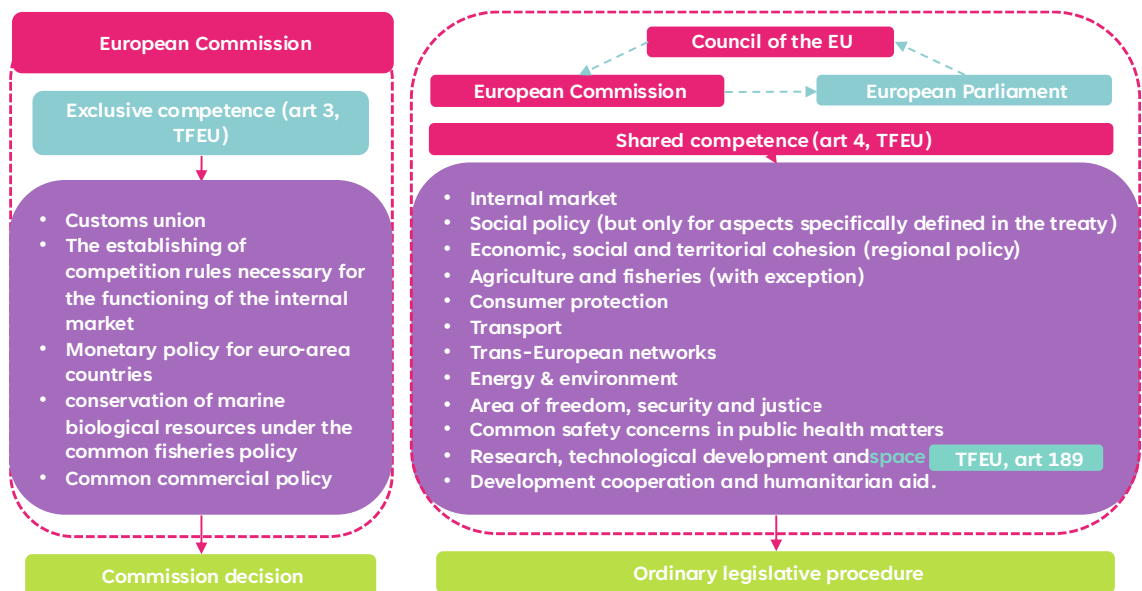 European Commission
Exclusive competence (art 3,
TFEU)
• Customs union
• The establishing of
competition rules necessary for
the functioning of the internal
market
• Monetary policy for euro-area
countries
• conservation of marine
biological resources under the
common fisheries policy
• Common commercial policy
Commission decision
Council of the EU
European Commission
European Parliament
Shared competence (art 4, TFEU)
• Internal market
• Social policy (but only for aspects specifically defined in the treaty)
• Economic, social and territorial cohesion (regional policy)
• Agriculture and fisheries (with exception)
• Consumer protection
• Transport
• Trans-European networks
• Energy & environment
• Area of freedom, security and justice
• Common safety concerns in public health matters
• Research, technological development and space
TFEU, art 189
• Development cooperation and humanitarian aid.
Ordinary legislative procedure